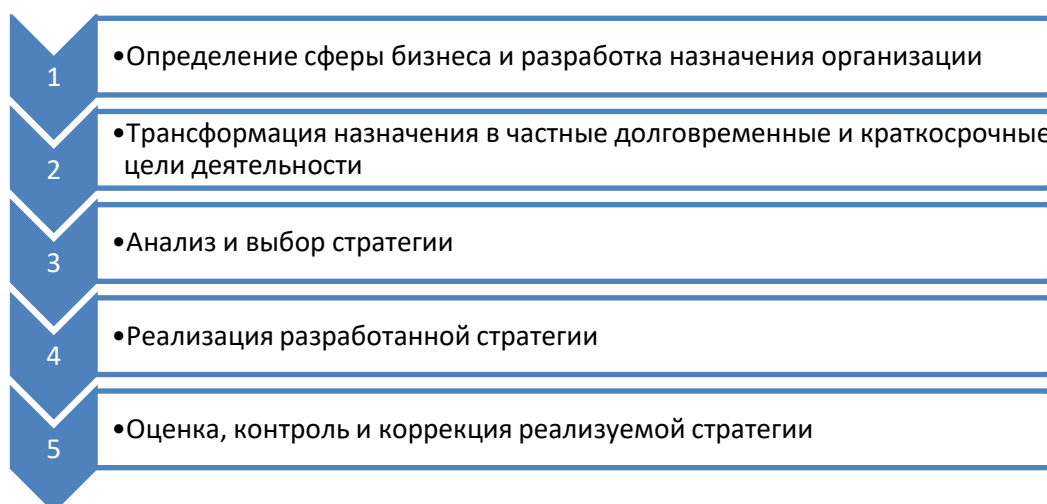 1
•Определение сферы бизнеса и разработка назначения организации
2
•Трансформация назначения в частные долговременные и краткосрочные
цели деятельности
3
•Анализ и выбор стратегии
4
•Реализация разработанной стратегии
5
•Оценка, контроль и коррекция реализуемой стратегии